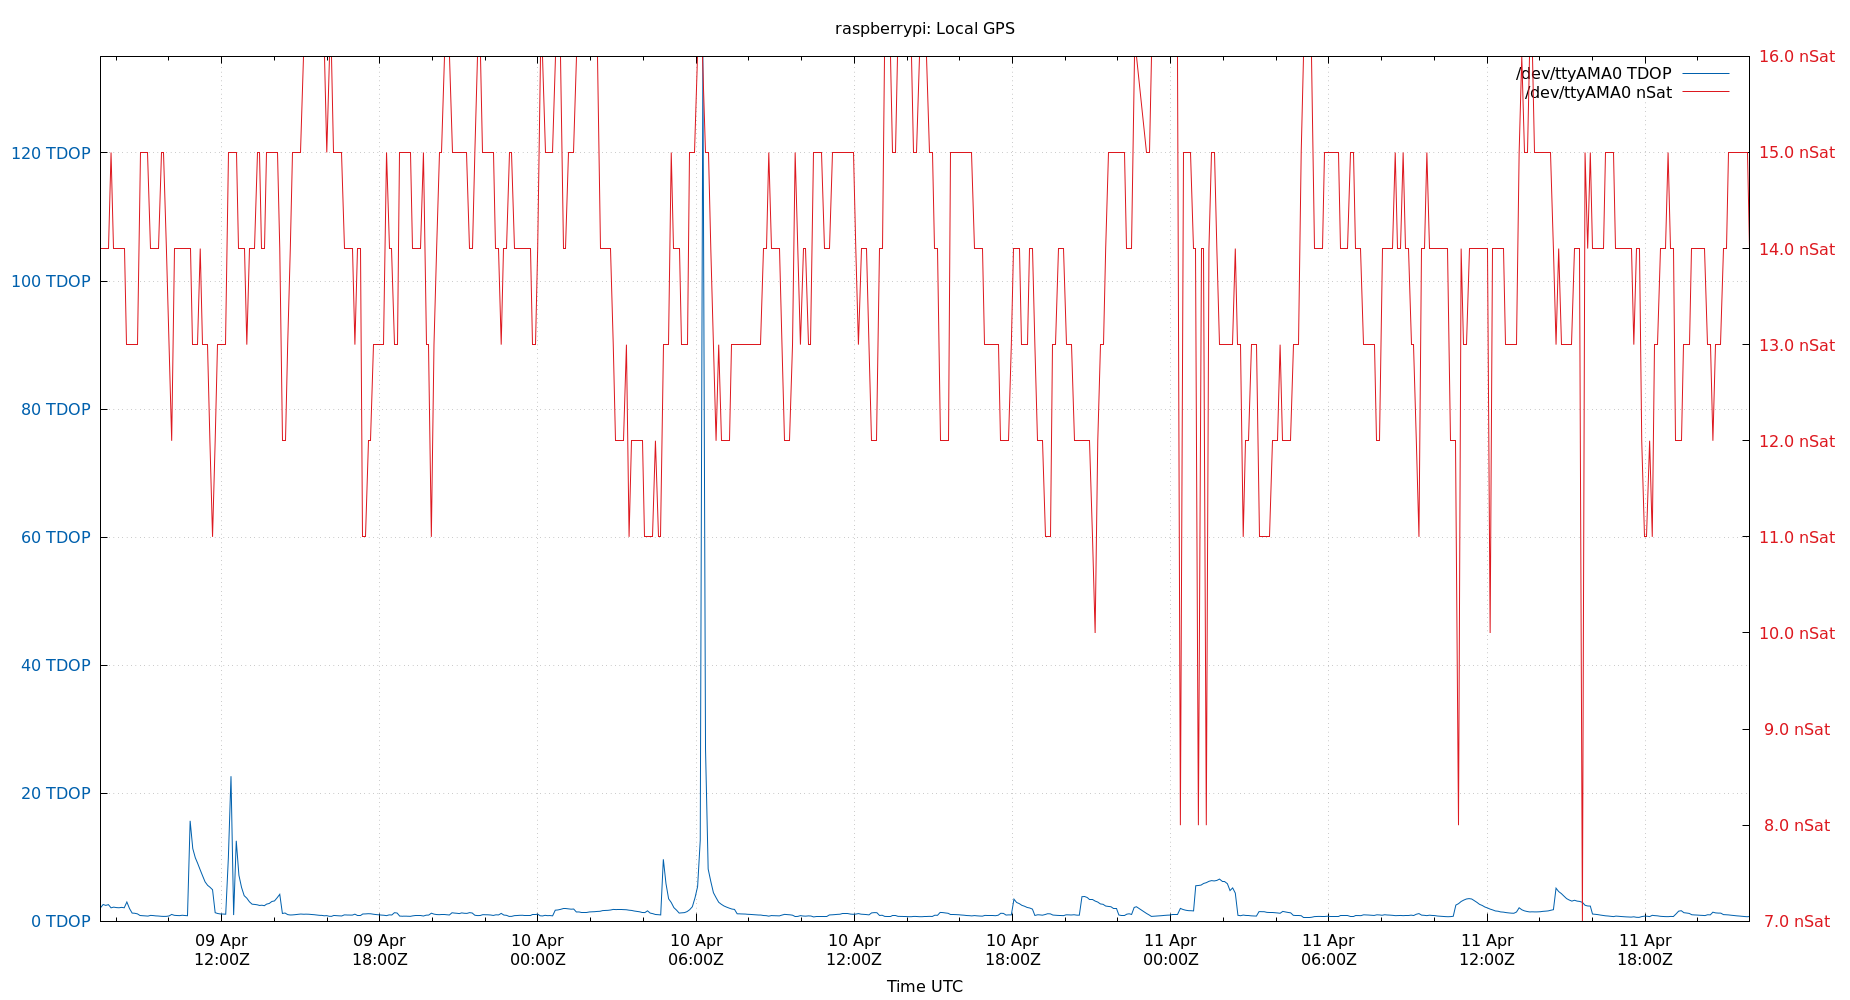 raspberrypi: Local GPS
16.0 nSat
/dev/ttyAMA0 TDOP
/dev/ttyAMA0 nSat
120 TDOP
15.0 nSat
14.0 nSat
100 TDOP
13.0 nSat
80 TDOP
12.0 nSat
60 TDOP
11.0 nSat
10.0 nSat
40 TDOP
9.0 nSat
20 TDOP
8.0 nSat
0 TDOP
7.0 nSat
09 Apr 09 Apr 10 Apr 10 Apr 10 Apr 10 Apr 11 Apr 11 Apr 11 Apr 11 Apr
12:00Z 18:00Z 00:00Z 06:00Z 12:00Z 18:00Z 00:00Z 06:00Z 12:00Z 18:00Z
Time UTC